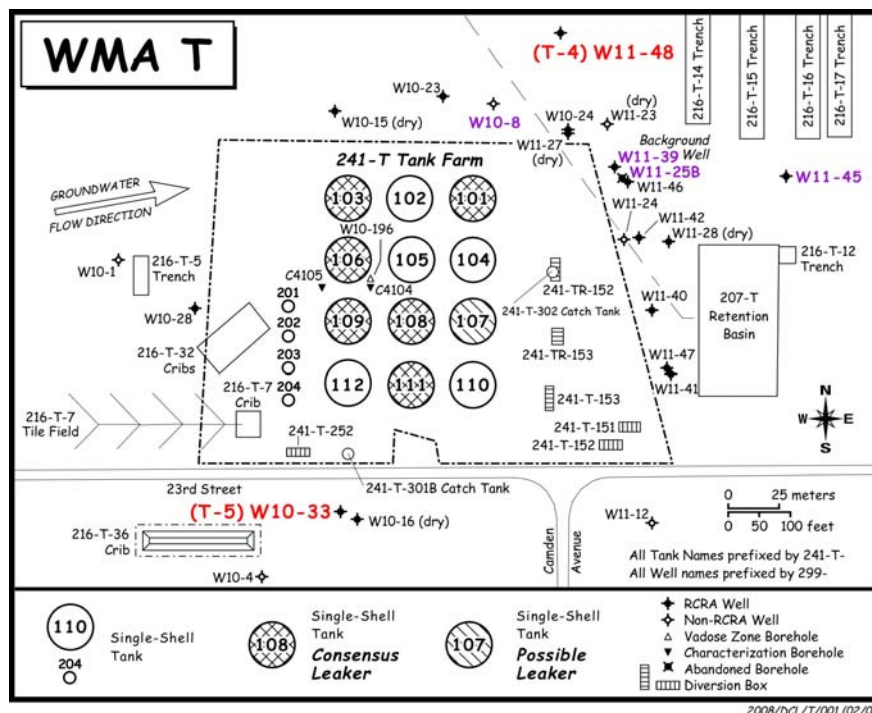 WMA T
(T-4) W11-48
216-T-14 Trench
216-T-15 Trench
216-T-16 Trench
216-T-17 Trench
W10-23
W10-15 (dry)
W10-8
W10-24
(dry)
W11-23
W11-27
(dry)
Background
Well
W11-39
W11-25B
W11-46
W11-45
241-T Tank Farm
GROUNDWATER
FLOW DIRECTION
103
102
101
W10-196
W11-24
W11-42
W11-28 (dry)
W10-1
216-T-5
Trench
106
105
104
C4105
C4104
216-T-12
Trench
241-TR-152
241-T-302 Catch Tank
201
202
203
204
W10-28
109
108
107
W11-40
207-T
Retention
Basin
216-T-32
Cribs
241-TR-153
W11-47
W11-41
216-T-7
Crib
112
111
110
241-T-153
N
W
E
S
216-T-7
Tile Field
241-T-252
241-T-151
241-T-152
23rd Street
241-T-301B Catch Tank
(T-5) W10-33
W10-16 (dry)
216-T-36
Crib
W10-4
Camden
Avenue
W11-12
0 25 meters
0 50 100 feet
All Tank Names prefixed by 241-T-
All Well names prefixed by 299-
110
204
Single-Shell
Tank
108
Single-Shell
Tank
Consensus
Leaker
107
Single-Shell
Tank
Possible
Leaker
RCRA Well
Non-RCRA Well
Vadose Zone Borehole
Characterization Borehole
Abandoned Borehole
Diversion Box